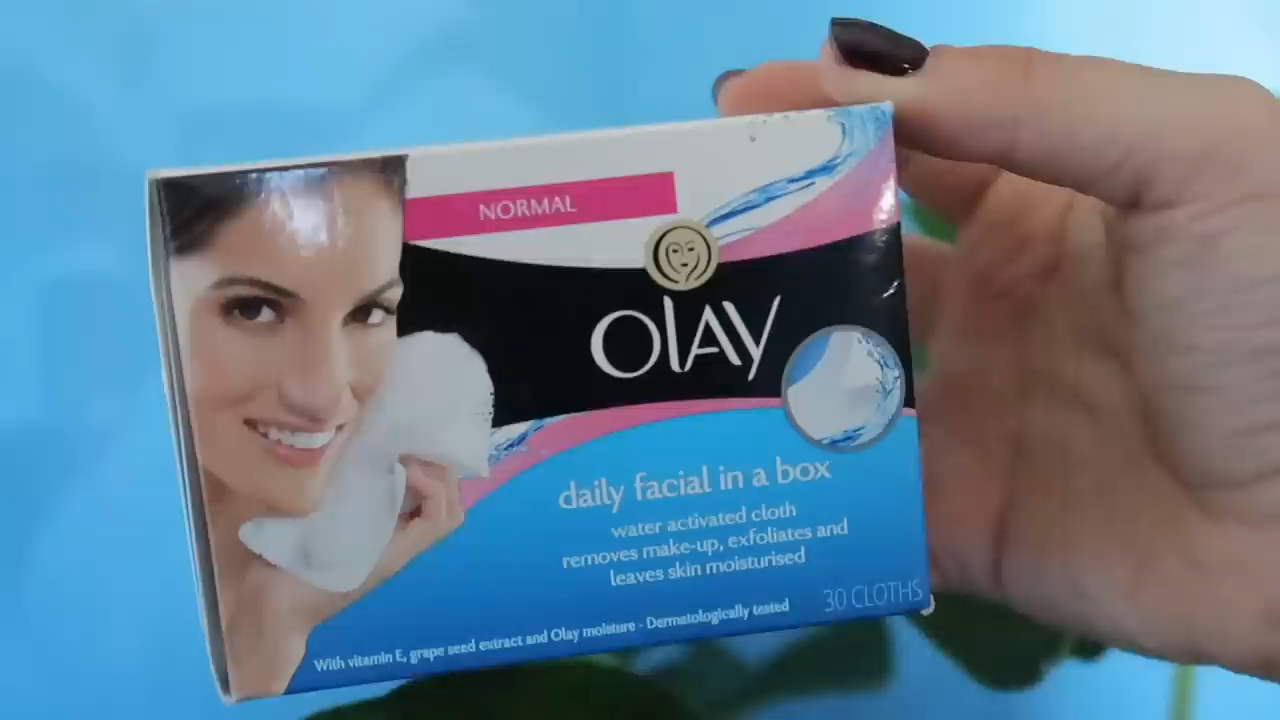 NORMAL
OLAY
daily facial in a box
water activated cloth
removes make-up, exfoliates and
leaves skin moisturised
30 CLOTHS
With vitamin E, grape seed extract and Olay moisture - Dermatologically tested